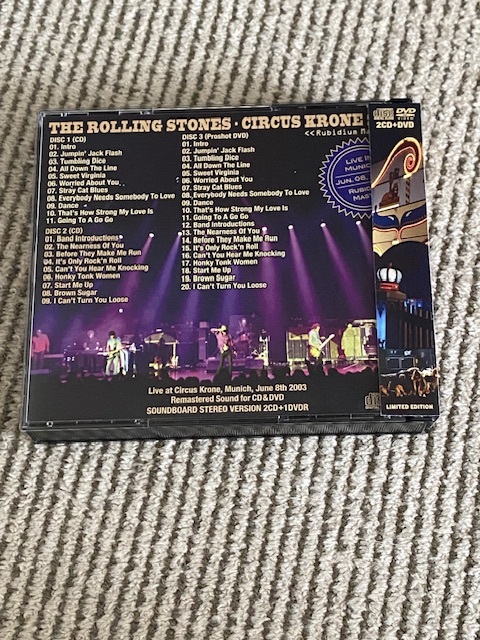 THE ROLLING STONES · CIRCUS KRONE
<<Rubidium
DISC 1 (CD)
01. Intro
02. Jumpin' Jack Flash
03. Tumbling Dice
04. All Down The Line
05. Sweet Virginia
06. Worried About You.
07. Stray Cat Blues
08. Everybody Needs Somebody To Love
09. Dance
10. That's How Strong My Love Is
11. Going To A Go Go
DISC 2 (CD)
01. Band Introductions
02. The Nearness Of You
03. Before They Make Me Run
04. It's Only Rock'n Roll
05. Can't You Hear Me Knocking
06. Honky Tonk Women
07. Start Me Up
08. Brown Sugar
09. I Can't Turn You Loose
DISC 3 (Proshot DVD)
01. Intro
02. Jumpin' Jack Flash
03. Tumbling Dice
04. All Down The Line
05. Sweet Virginia
06. Worried About You
07. Stray Cat Blues
08. Everybody Needs Somebody To Love
09. Dance
10. That's How Strong My Love Is
11. Going To A Go Go
12. Band Introductions
13. The Nearness Of You
14. Before They Make Me Run
15. It's Only Rock'n Roll
16. Can't You Hear Me Knocking
17. Honky Tonk Women
18. Start Me Up
19. Brown Sugar
20. I Can't Turn You Loose
LIVE IN
MUNIC
JUN. 08,
RUBID
MAS
Live at Circus Krone, Munich, June 8th 2003
Remastered Sound for CD&DVD
SOUNDBOARD STEREO VERSION 2CD+1DVDR
DVD
VIDEO
2CD+DVD
LIMITED EDITION